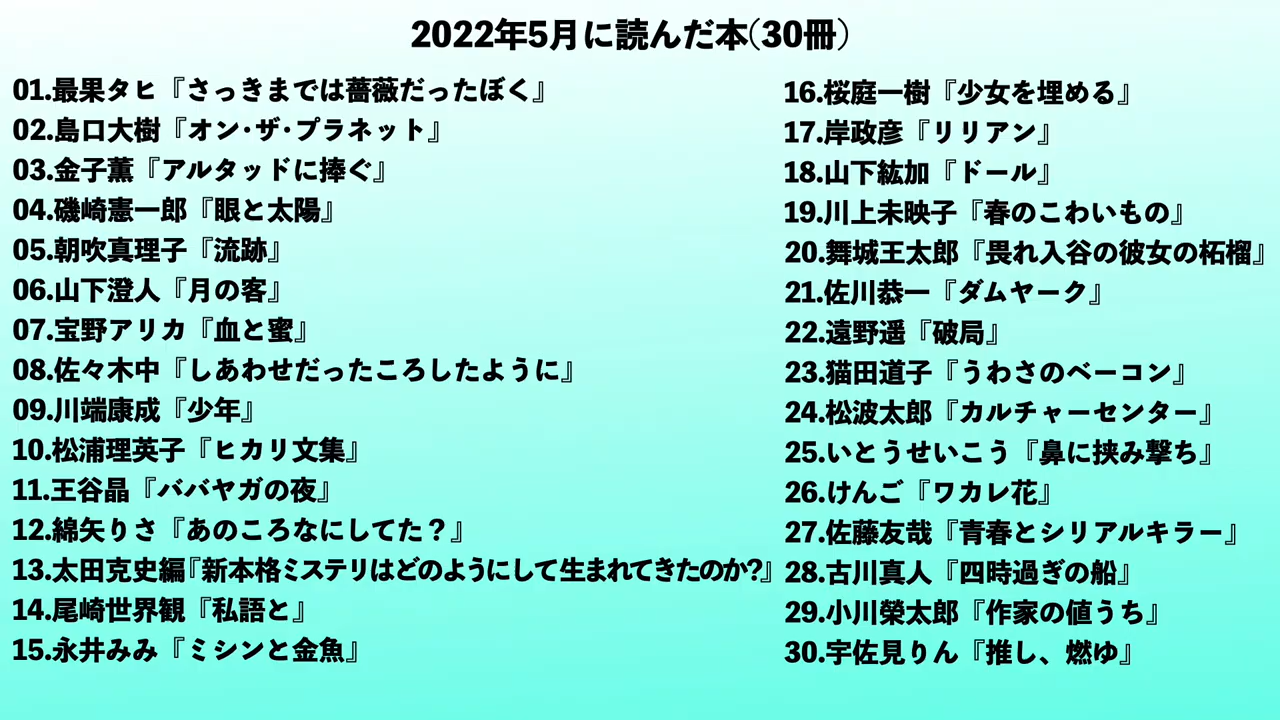 2022年5月に読んだ本(30冊)
01.最果タヒ『さっきまでは薔薇だったぼく』
02.島口大樹『オン・ザ・プラネット』
03.金子薫『アルタッドに捧ぐ』
04.磯崎憲一郎『眼と太陽』
05.朝吹真理子『流跡』
06.山下澄人『月の客』
07.宝野アリカ『血と蜜』
08.佐々木中『しあわせだったころしたように』
09.川端康成『少年』
10.松浦理英子『ヒカリ文集』
11.王谷晶『ババヤガの夜』
12.綿矢りさ『あのころなにしてた？』
13.太田克史編『新本格ミステリはどのようにして生まれてきたのか?』
14.尾崎世界観『私語と』
15.永井みみ『ミシンと金魚』
16.桜庭一樹『少女を埋める』
17.岸政彦『リリアン』
18.山下紘加『ドール』
19.川上未映子『春のこわいもの』
20.舞城王太郎『畏れ入谷の彼女の柘榴』
21.佐川恭一『ダムヤーク』
22.遠野遥『破局』
23.猫田道子『うわさのベーコン』
24.松波太郎『カルチャーセンター』
25.いとうせいこう『鼻に挟み撃ち』
26.けんご『ワカレ花』
27.佐藤友哉『青春とシリアルキラー』
28.古川真人『四時過ぎの船』
29.小川榮太郎『作家の値うち』
30.宇佐見りん『推し、燃ゆ』